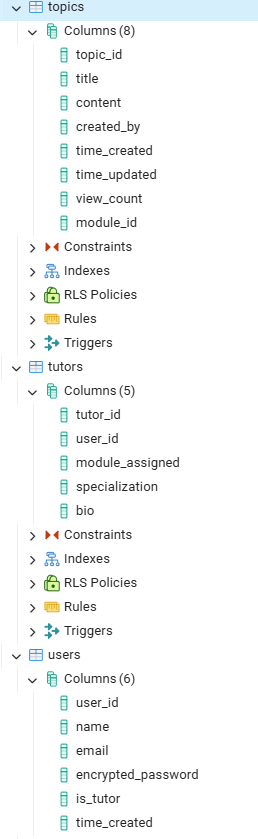 topics
Columns (8)
topic_id
title
content
created_by
time_created
time_updated
view_count
module_id
Constraints
Indexes
RLS Policies
Rules
Triggers
tutors
Columns (5)
tutor_id
user_id
module_assigned
specialization
bio
Constraints
Indexes
RLS Policies
Rules
Triggers
users
Columns (6)
user_id
name
email
encrypted_password
is_tutor
time_created